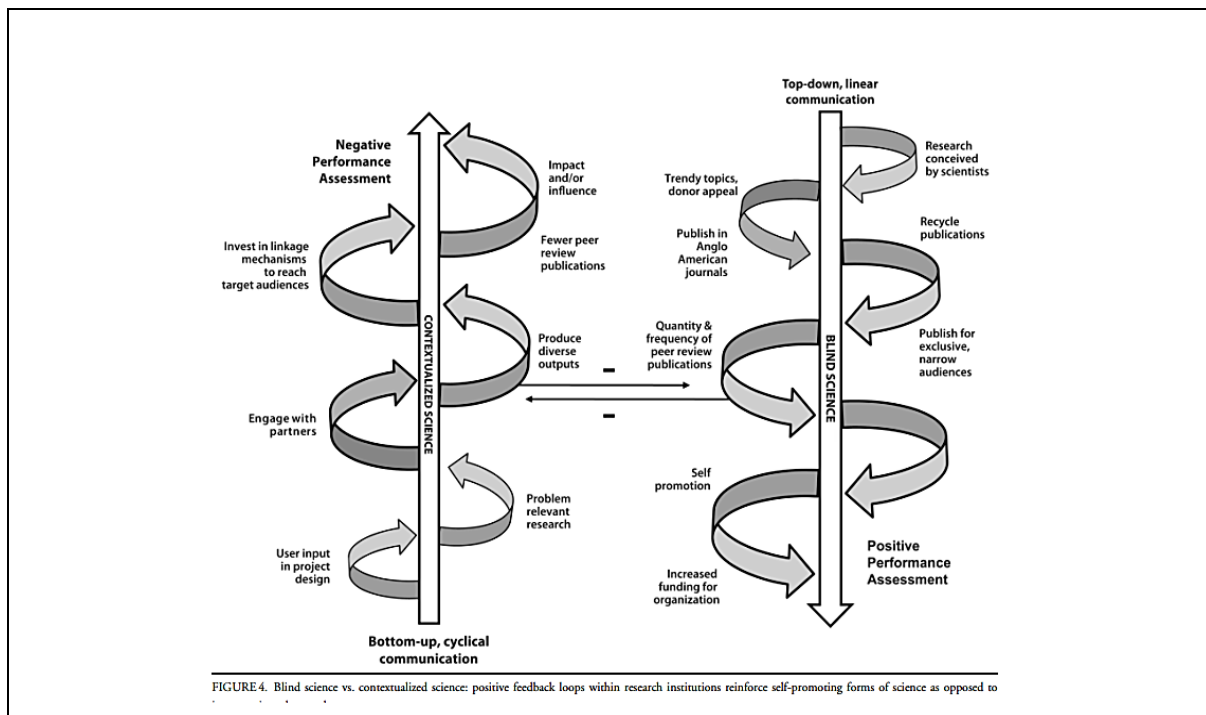 Negative
Performance
Assessment
Impact
and/or
influence
Invest in linkage
mechanisms
to reach
target audiences
Fewer peer
review
publications
CONTEXTUALIZED SCIENCE
Produce
diverse
outputs
Engage with
partners
Problem
relevant
research
User input
in project
design
Bottom-up, cyclical
communication
–
–
Top-down, linear
communication
Research
conceived
by scientists
Trendy topics,
donor appeal
Publish in
Anglo
American
journals
Recycle
publications
BLIND SCIENCE
Quantity &
frequency of
peer review
publications
Publish for
exclusive,
narrow
audiences
Self
promotion
Increased
funding for
organization
Positive
Performance
Assessment
FIGURE 4. Blind science vs. contextualized science: positive feedback loops within research institutions reinforce self-promoting forms of science as opposed to